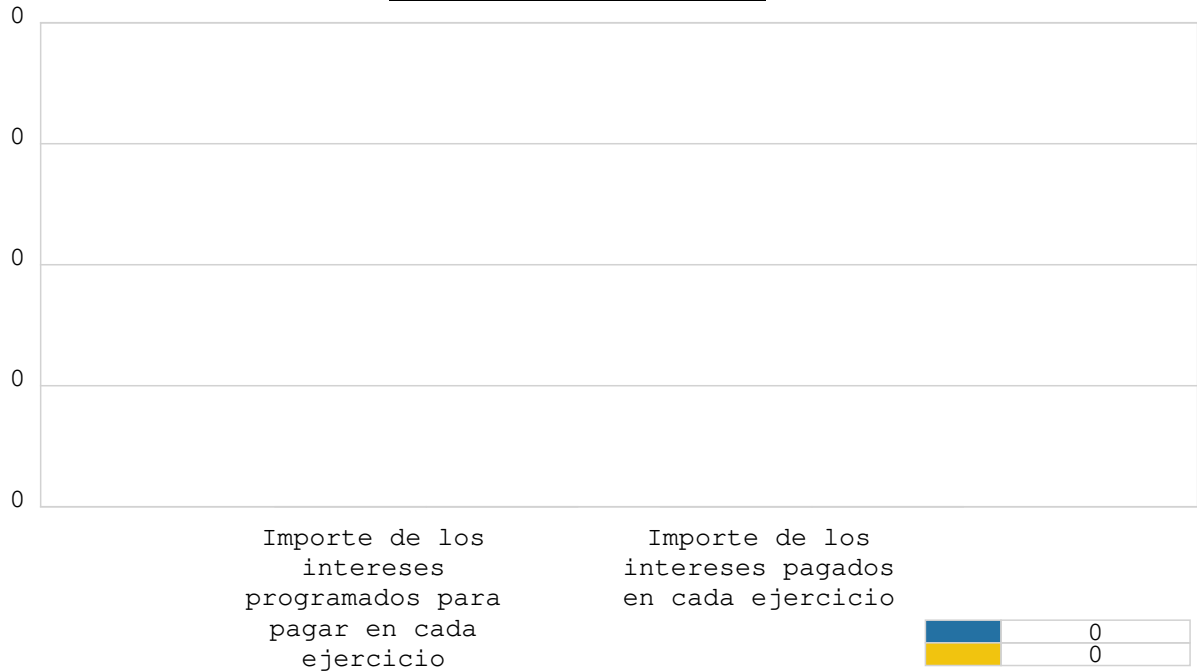 0
0
0
0
0
Importe de los
intereses
programados para
pagar en cada
ejercicio
Importe de los
intereses pagados
en cada ejercicio
0
0